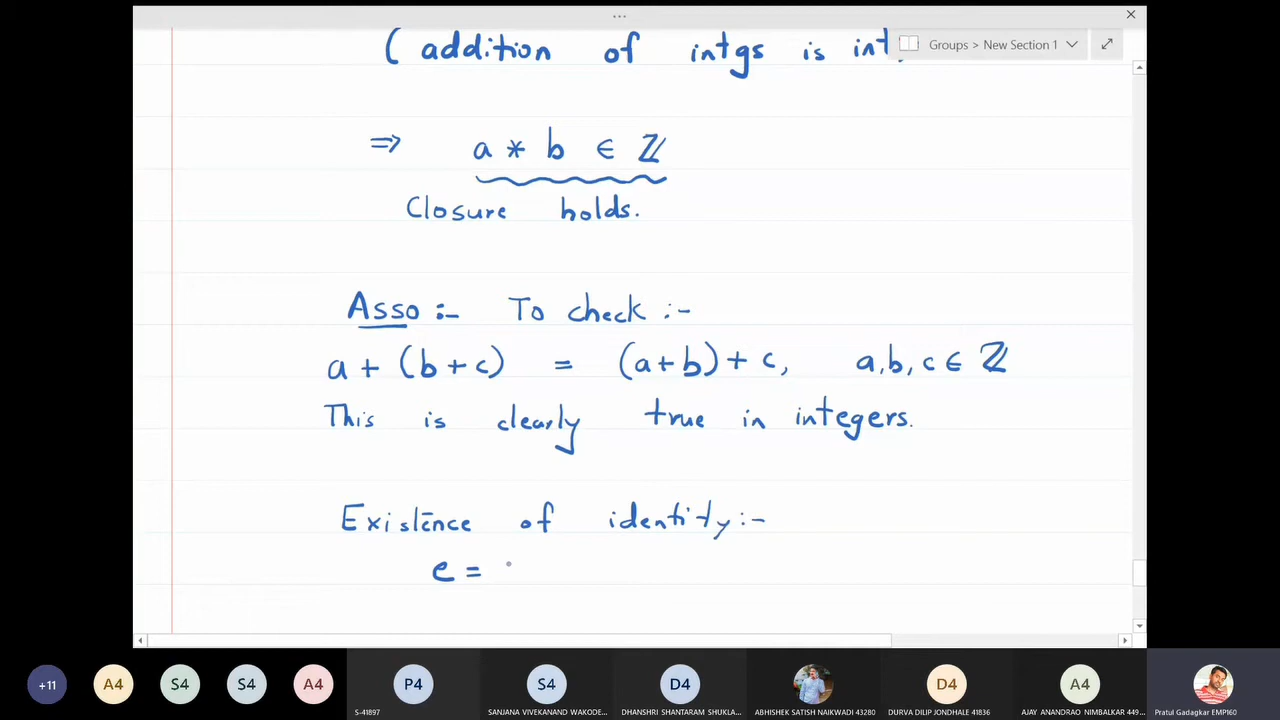 ( addition of intgs is int
Groups > New Section 1
⇒ a * b ∈ ℤ
Closure holds.
Asso :- To check :-
a + (b + c) = (a + b) + c, a, b, c ∈ ℤ
This is clearly true in integers.
Existence of identity :-
e =
+11 A4 S4 S4 A4 P4 S4 D4 D4 A4
S-41897 SANJANA VIVEKANAND WAKODE... DHANSHRI SHANTARAM SHUKLA... ABHISHEK SATISH NAIKWADI 43280 DURVA DILIP JONDHALE 41836 AJAY ANANDRAO NIMBALKAR 449... Pratul Gadagkar EMP160